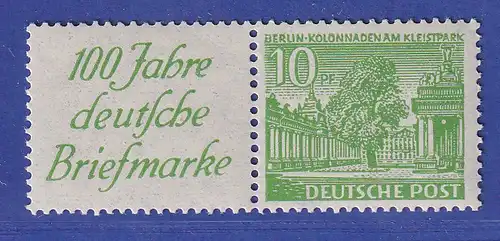 100 Jahre
deutsche
Briefmarke
BERLIN-KOLONNADEN AM KLEISTPARK
10 PF.
DEUTSCHE POST